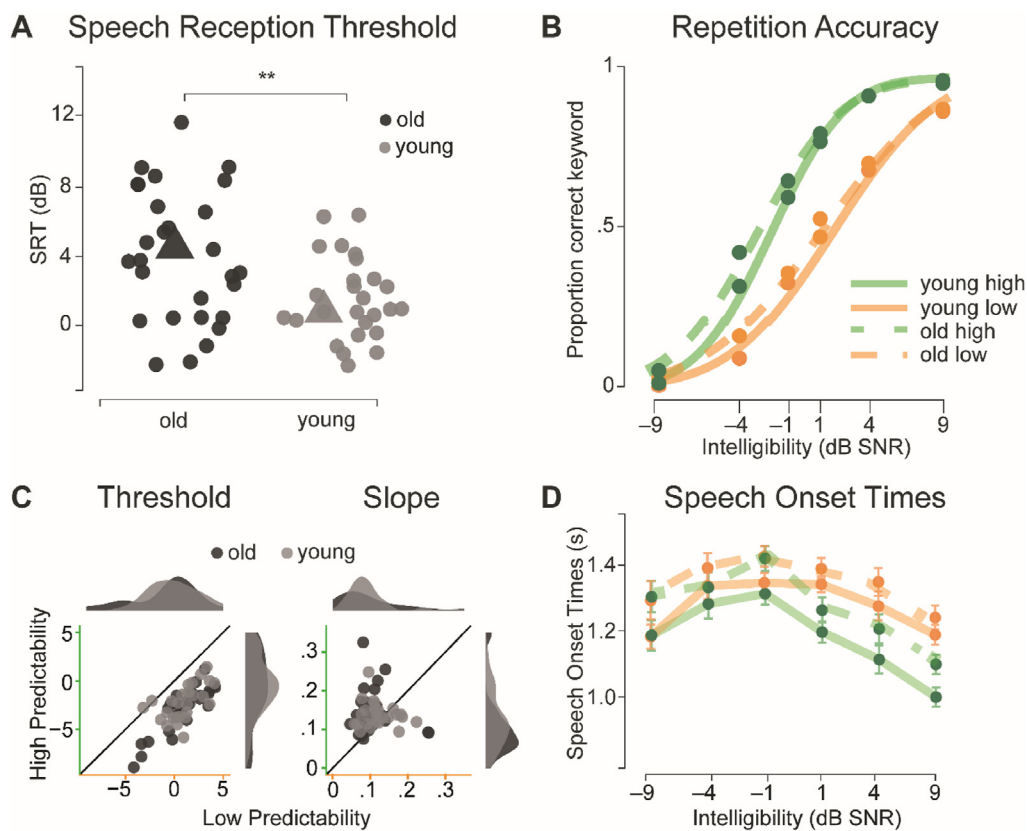 A Speech Reception Threshold
**
12
8
4
0
SRT (dB)
old
young
old
young
B Repetition Accuracy
1
.5
0
Proportion correct keyword
young high
young low
old high
old low
–9 –4 –1 1 4 9
Intelligibility (dB SNR)
C Threshold Slope
old young
High Predictability
5
0
–5
–5 0 5
.3
.2
.1
0
0 .1 .2 .3
Low Predictability
D Speech Onset Times
Speech Onset Times (s)
1.4
1.2
1.0
–9 –4 –1 1 4 9
Intelligibility (dB SNR)